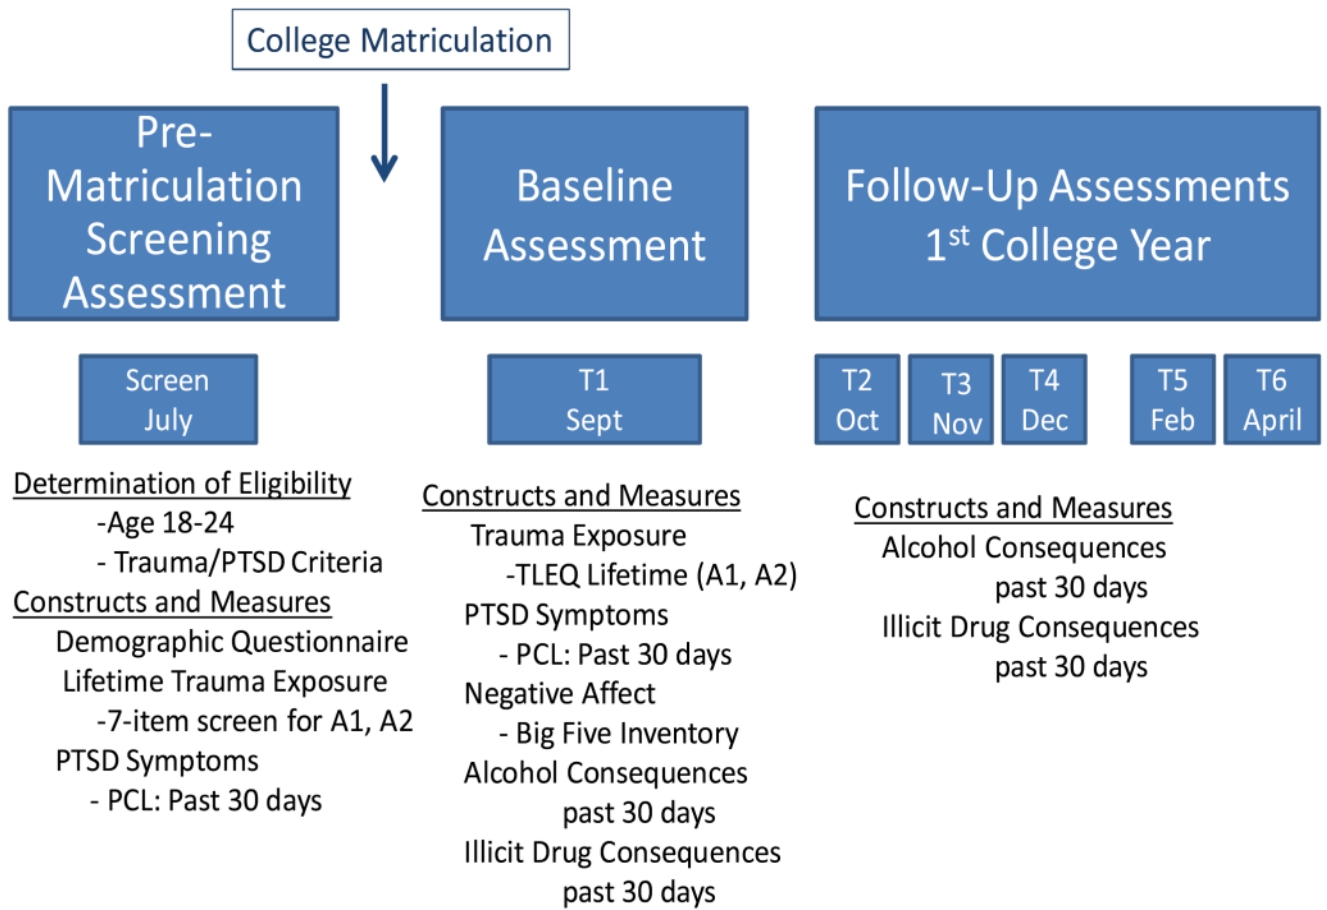 College Matriculation
Pre-
Matriculation
Screening
Assessment
Baseline
Assessment
Follow-Up Assessments
1st College Year
Screen
July
T1
Sept
T2
Oct
T3
Nov
T4
Dec
T5
Feb
T6
April
Determination of Eligibility
-Age 18-24
- Trauma/PTSD Criteria
Constructs and Measures
Demographic Questionnaire
Lifetime Trauma Exposure
-7-item screen for A1, A2
PTSD Symptoms
- PCL: Past 30 days
Constructs and Measures
Trauma Exposure
-TLEQ Lifetime (A1, A2)
PTSD Symptoms
- PCL: Past 30 days
Negative Affect
- Big Five Inventory
Alcohol Consequences
past 30 days
Illicit Drug Consequences
past 30 days
Constructs and Measures
Alcohol Consequences
past 30 days
Illicit Drug Consequences
past 30 days